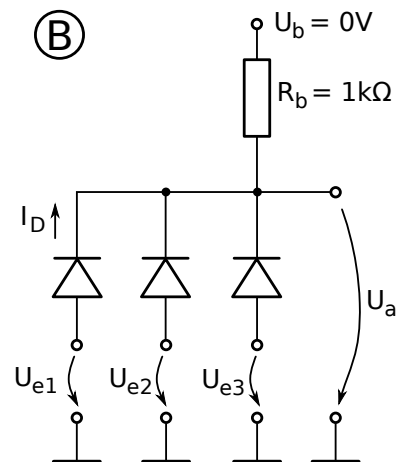 B
U_b = 0V
R_b = 1kΩ
I_D
U_a
U_e1
U_e2
U_e3